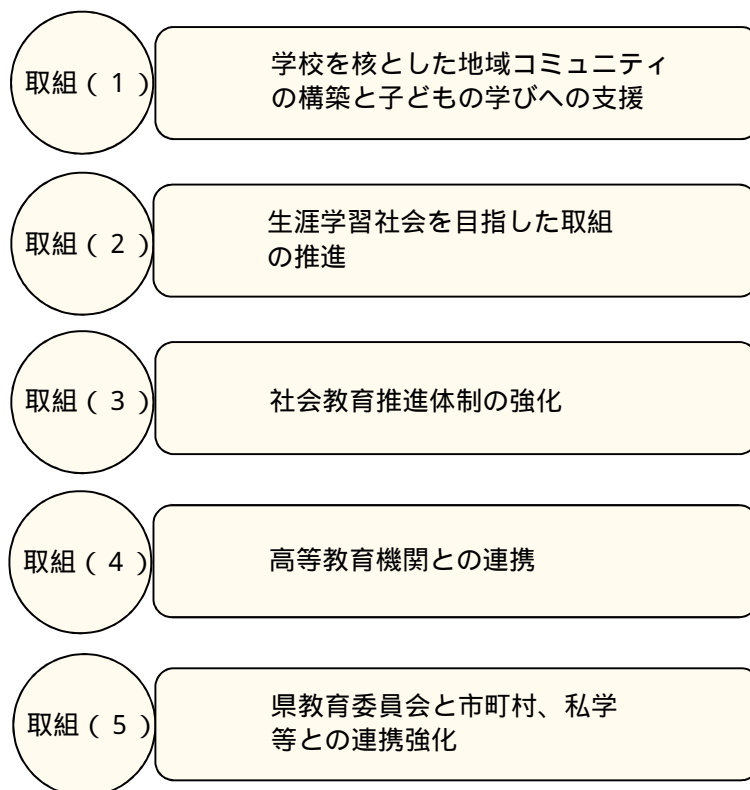 取組(1)
学校を核とした地域コミュニティ
の構築と子どもの学びへの支援
取組(2)
生涯学習社会を目指した取組
の推進
取組(3)
社会教育推進体制の強化
取組(4)
高等教育機関との連携
取組(5)
県教育委員会と市町村、私学
等との連携強化